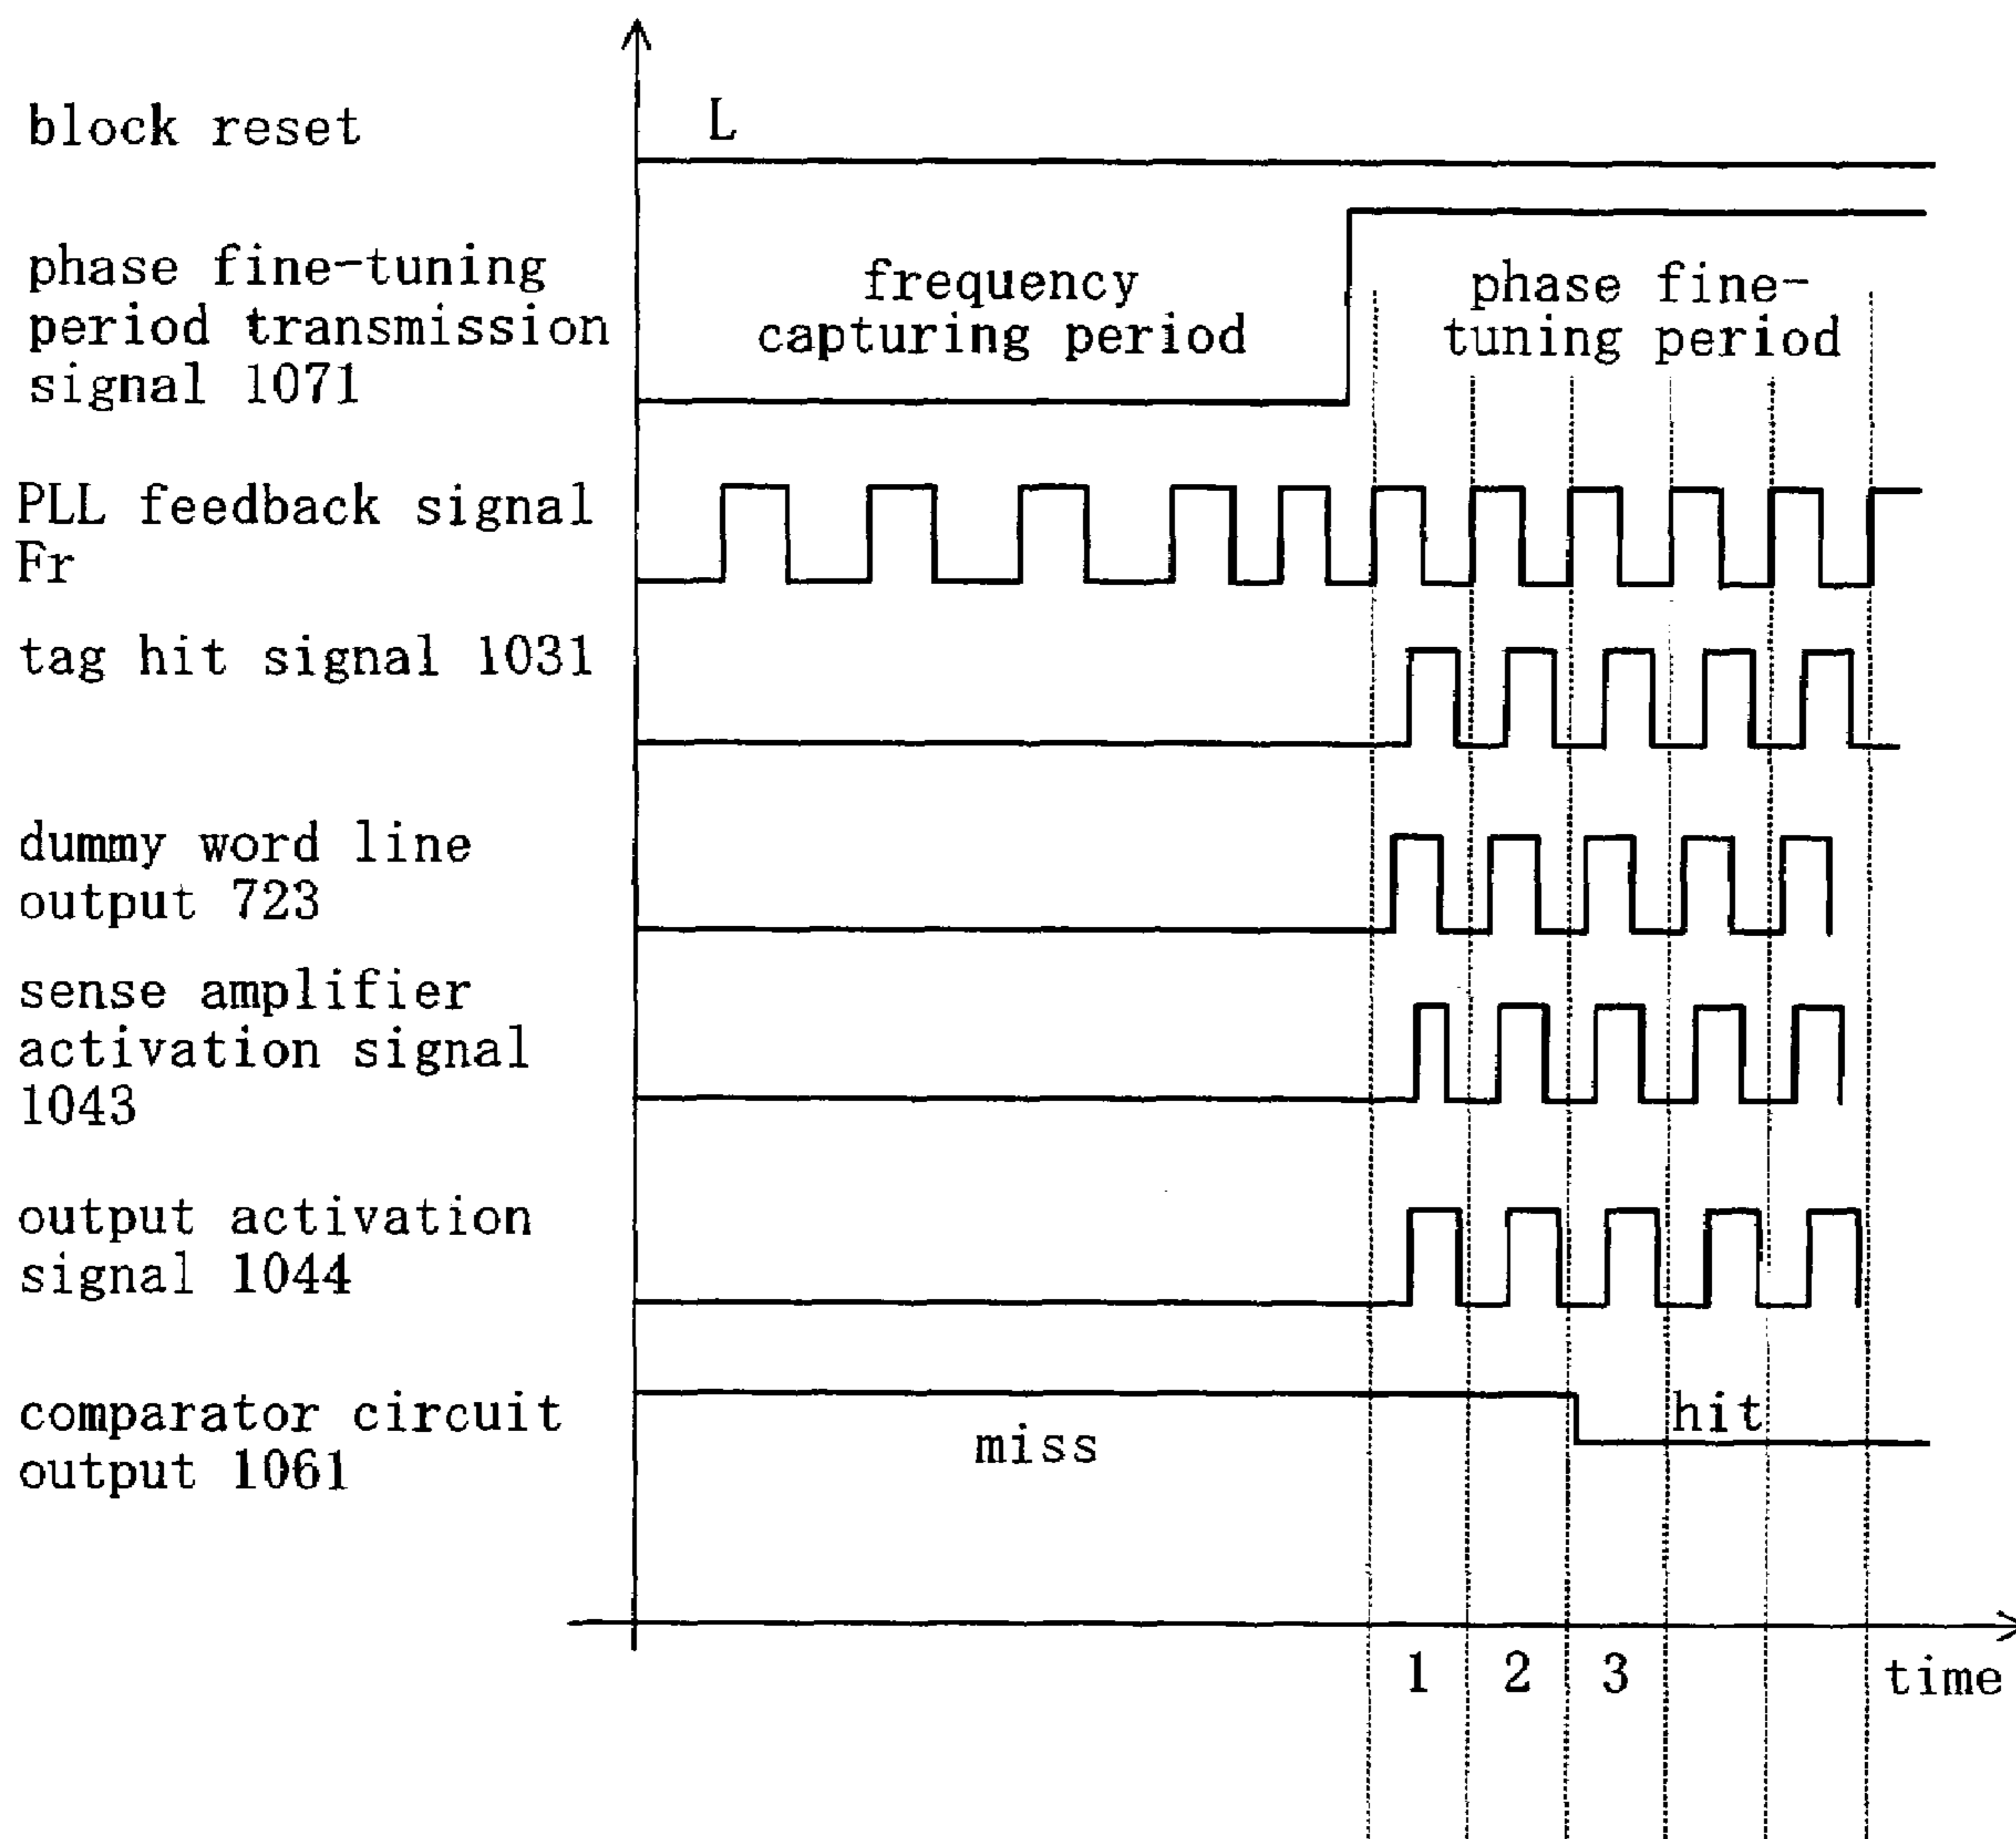 block reset
L
phase fine-tuning
period transmission
signal 1071
frequency
capturing period
phase fine-
tuning period
PLL feedback signal
Fr
tag hit signal 1031
dummy word line
output 723
sense amplifier
activation signal
1043
output activation
signal 1044
comparator circuit
output 1061
miss
hit
1 2 3 time